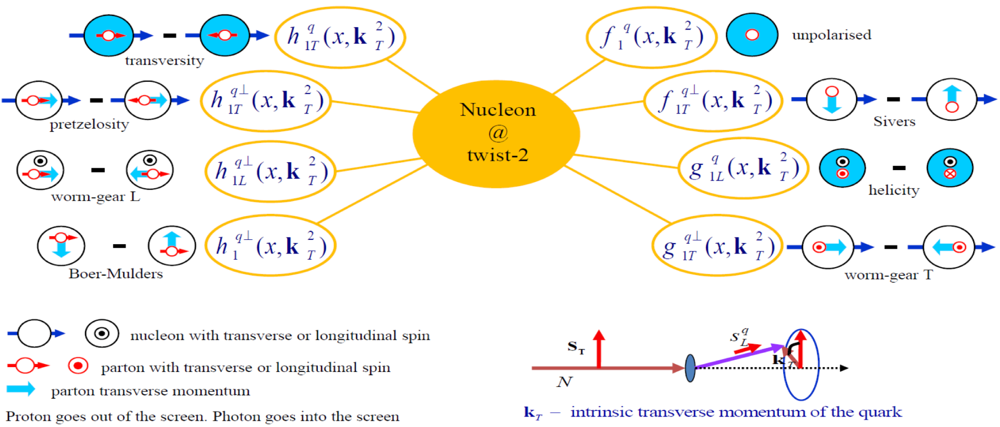 h_{1T}^{q}(x, k_T^2)
transversity
f_1^{q}(x, k_T^2)
unpolarised
h_{1T}^{q⊥}(x, k_T^2)
pretzelosity
Nucleon
@
twist-2
f_{1T}^{q⊥}(x, k_T^2)
Sivers
h_{1L}^{q⊥}(x, k_T^2)
worm-gear L
g_{1L}^{q}(x, k_T^2)
helicity
h_1^{q⊥}(x, k_T^2)
Boer-Mulders
g_{1T}^{q⊥}(x, k_T^2)
worm-gear T
nucleon with transverse or longitudinal spin
parton with transverse or longitudinal spin
parton transverse momentum
Proton goes out of the screen. Photon goes into the screen
S_T
s_L^q
k_T
N
k_T − intrinsic transverse momentum of the quark